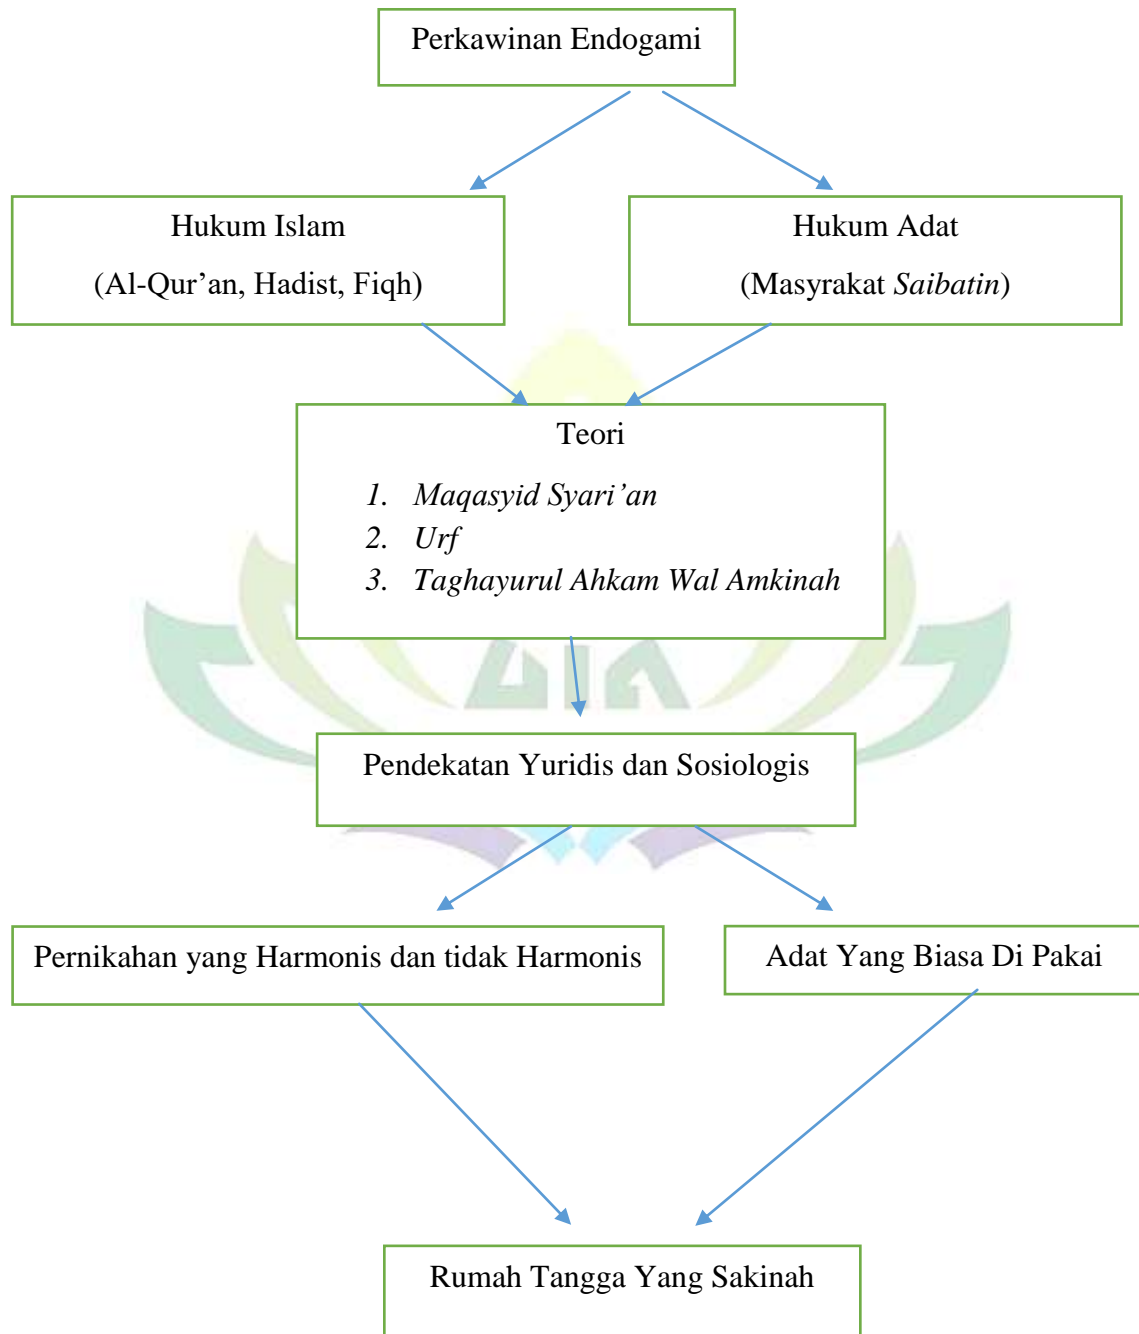 Perkawinan Endogami
Hukum Islam
(Al-Qur’an, Hadist, Fiqh)
Hukum Adat
(Masyrakat Saibatin)
Teori
1. Maqasyid Syari’an
2. Urf
3. Taghayurul Ahkam Wal Amkinah
Pendekatan Yuridis dan Sosiologis
Pernikahan yang Harmonis dan tidak Harmonis
Adat Yang Biasa Di Pakai
Rumah Tangga Yang Sakinah